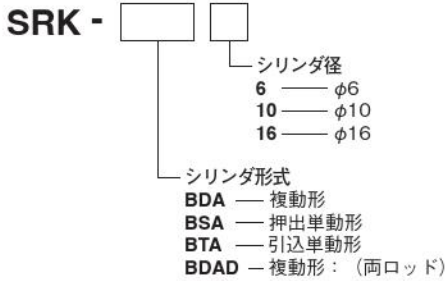 SRK -
シリンダ径
6 —— φ6
10 —— φ10
16 —— φ16
シリンダ形式
BDA — 複動形
BSA — 押出単動形
BTA — 引込単動形
BDAD — 複動形：（両ロッド）